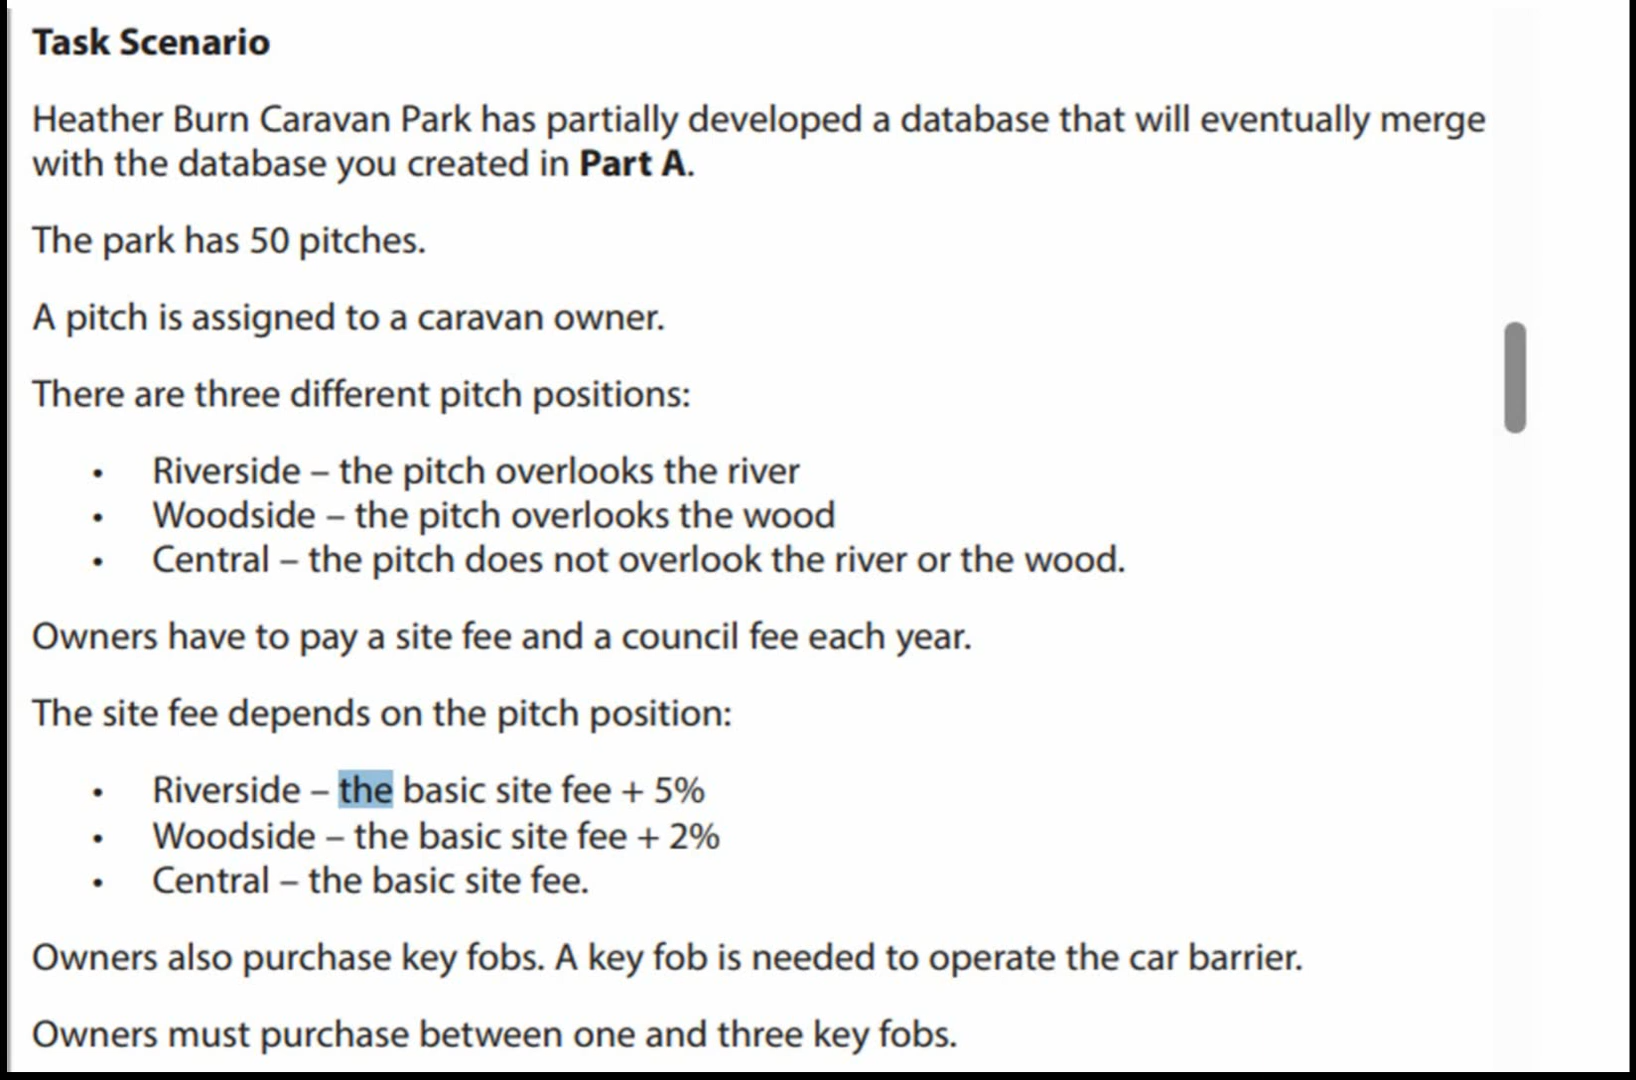 Task Scenario
Heather Burn Caravan Park has partially developed a database that will eventually merge
with the database you created in Part A.
The park has 50 pitches.
A pitch is assigned to a caravan owner.
There are three different pitch positions:
• Riverside – the pitch overlooks the river
• Woodside – the pitch overlooks the wood
• Central – the pitch does not overlook the river or the wood.
Owners have to pay a site fee and a council fee each year.
The site fee depends on the pitch position:
• Riverside – the basic site fee + 5%
• Woodside – the basic site fee + 2%
• Central – the basic site fee.
Owners also purchase key fobs. A key fob is needed to operate the car barrier.
Owners must purchase between one and three key fobs.